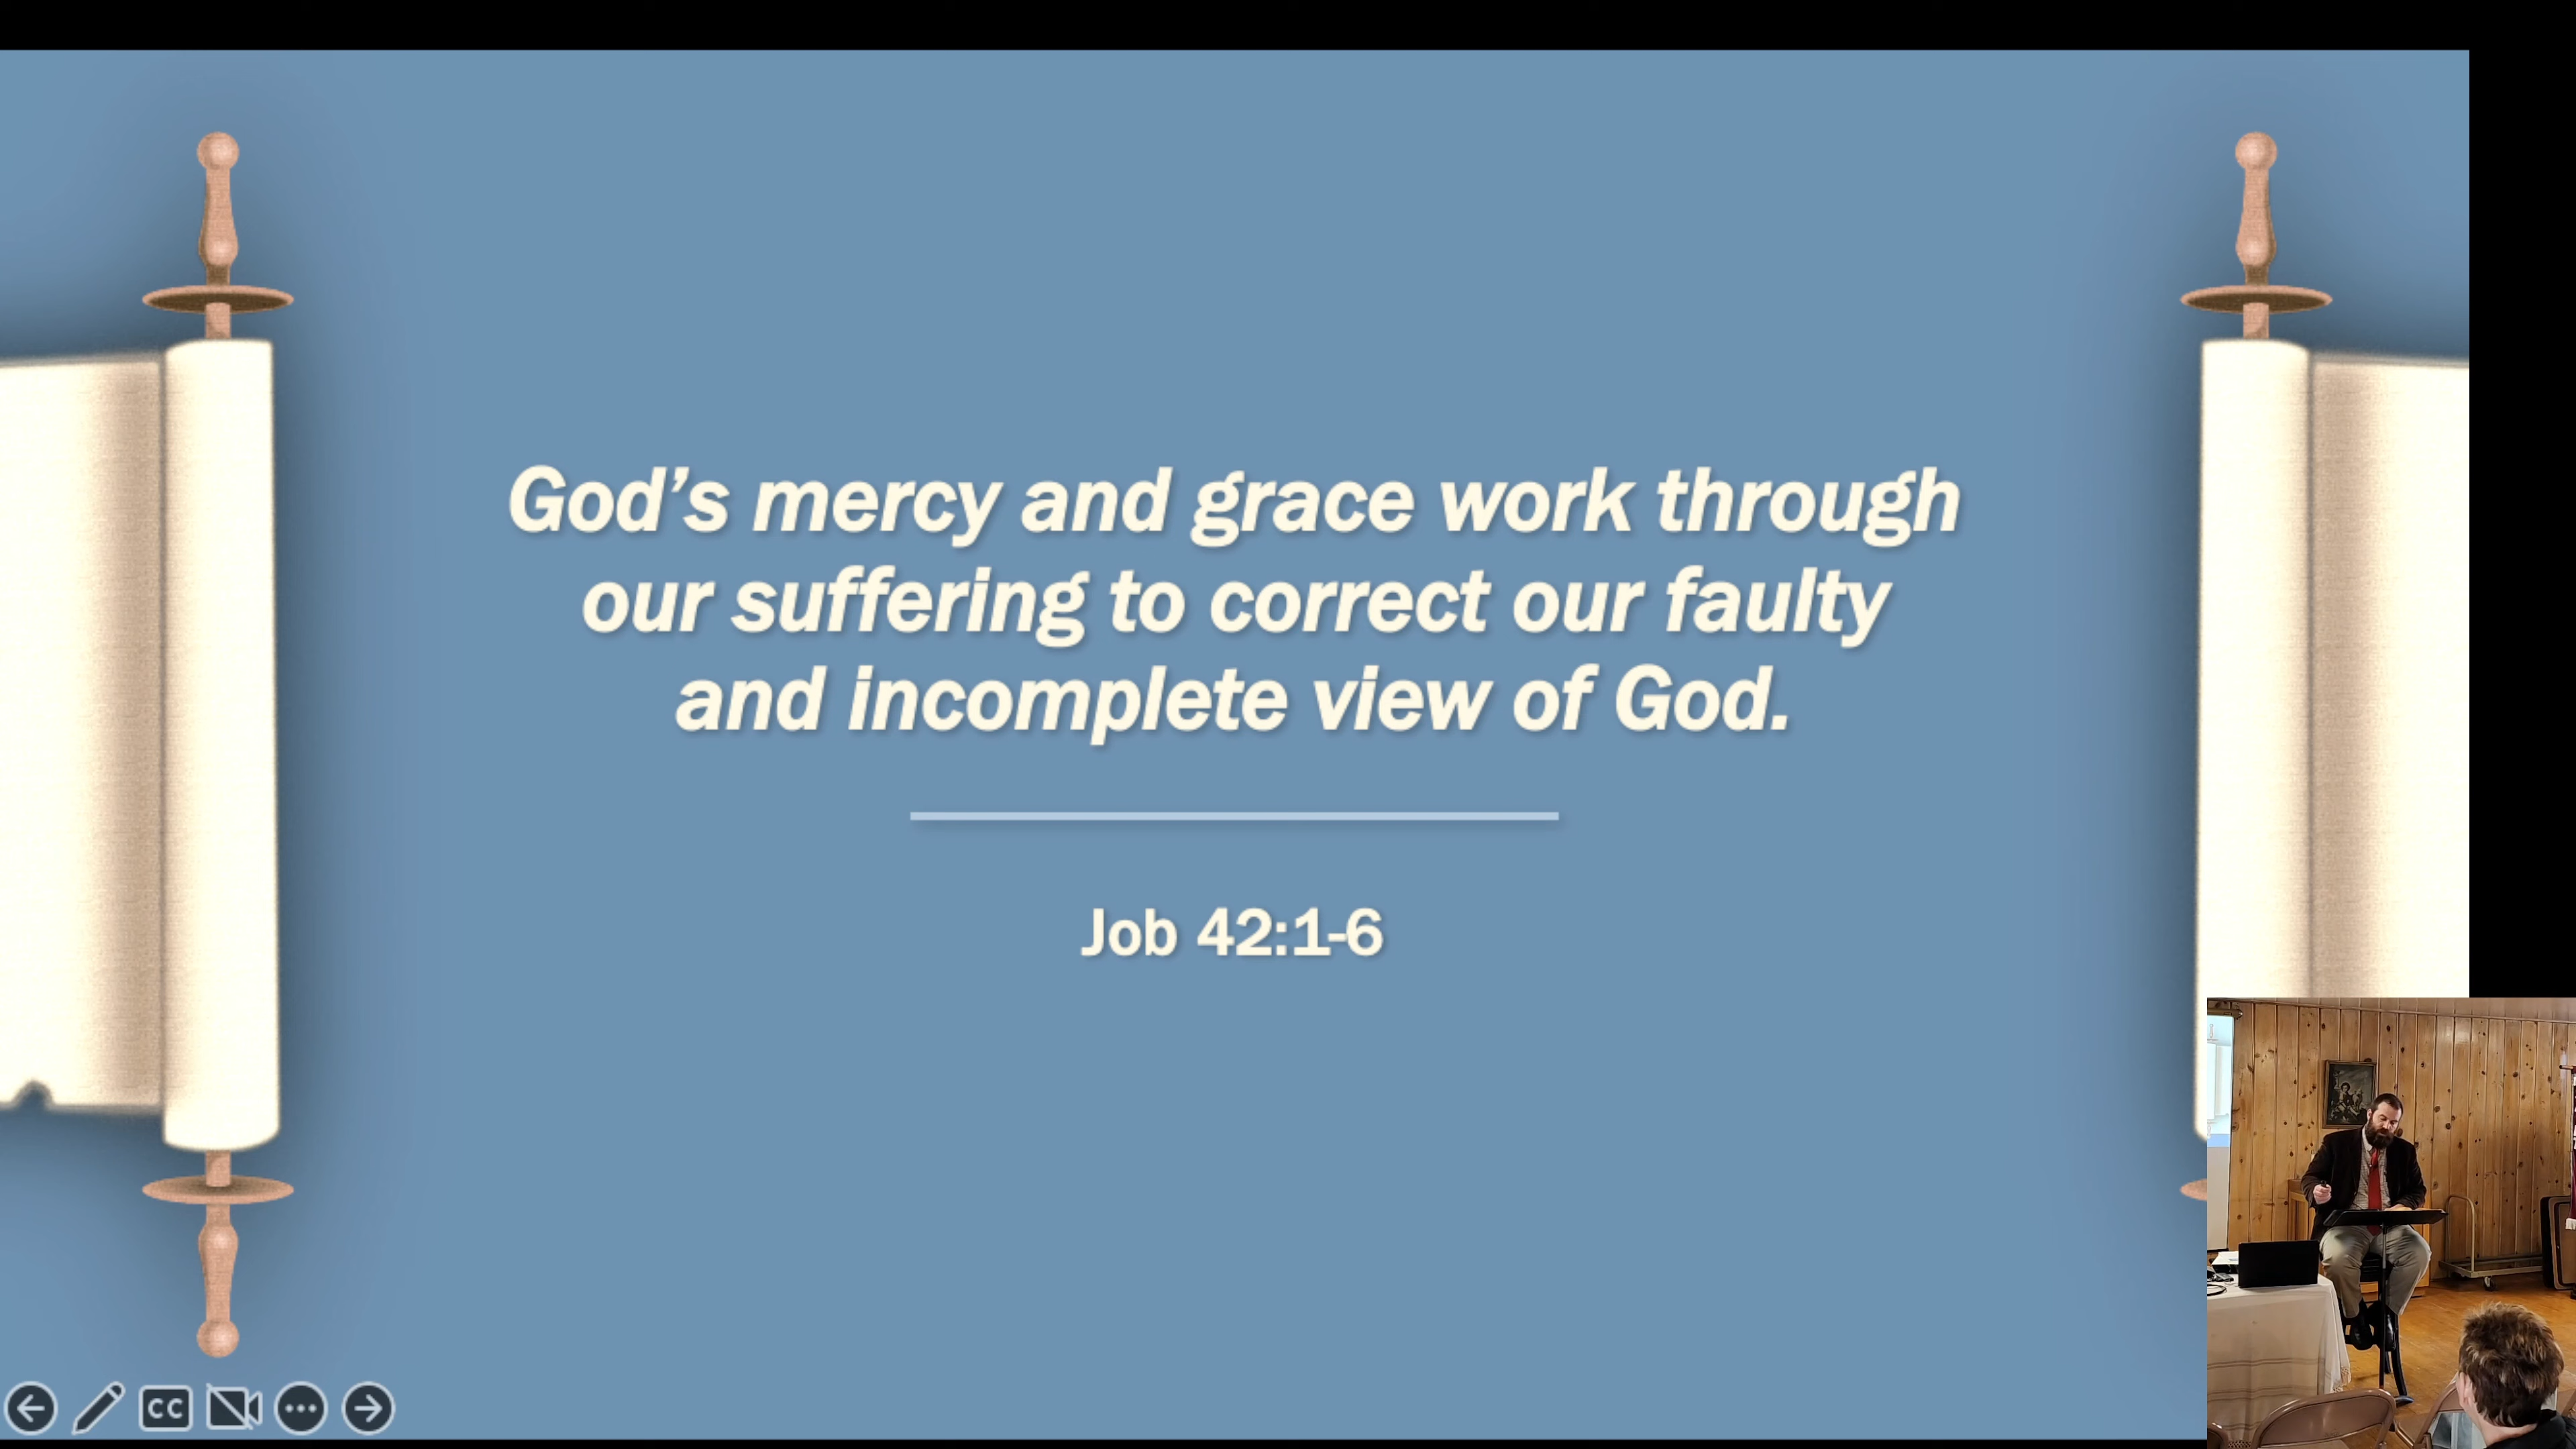 God’s mercy and grace work through
our suffering to correct our faulty
and incomplete view of God.
Job 42:1-6
CC